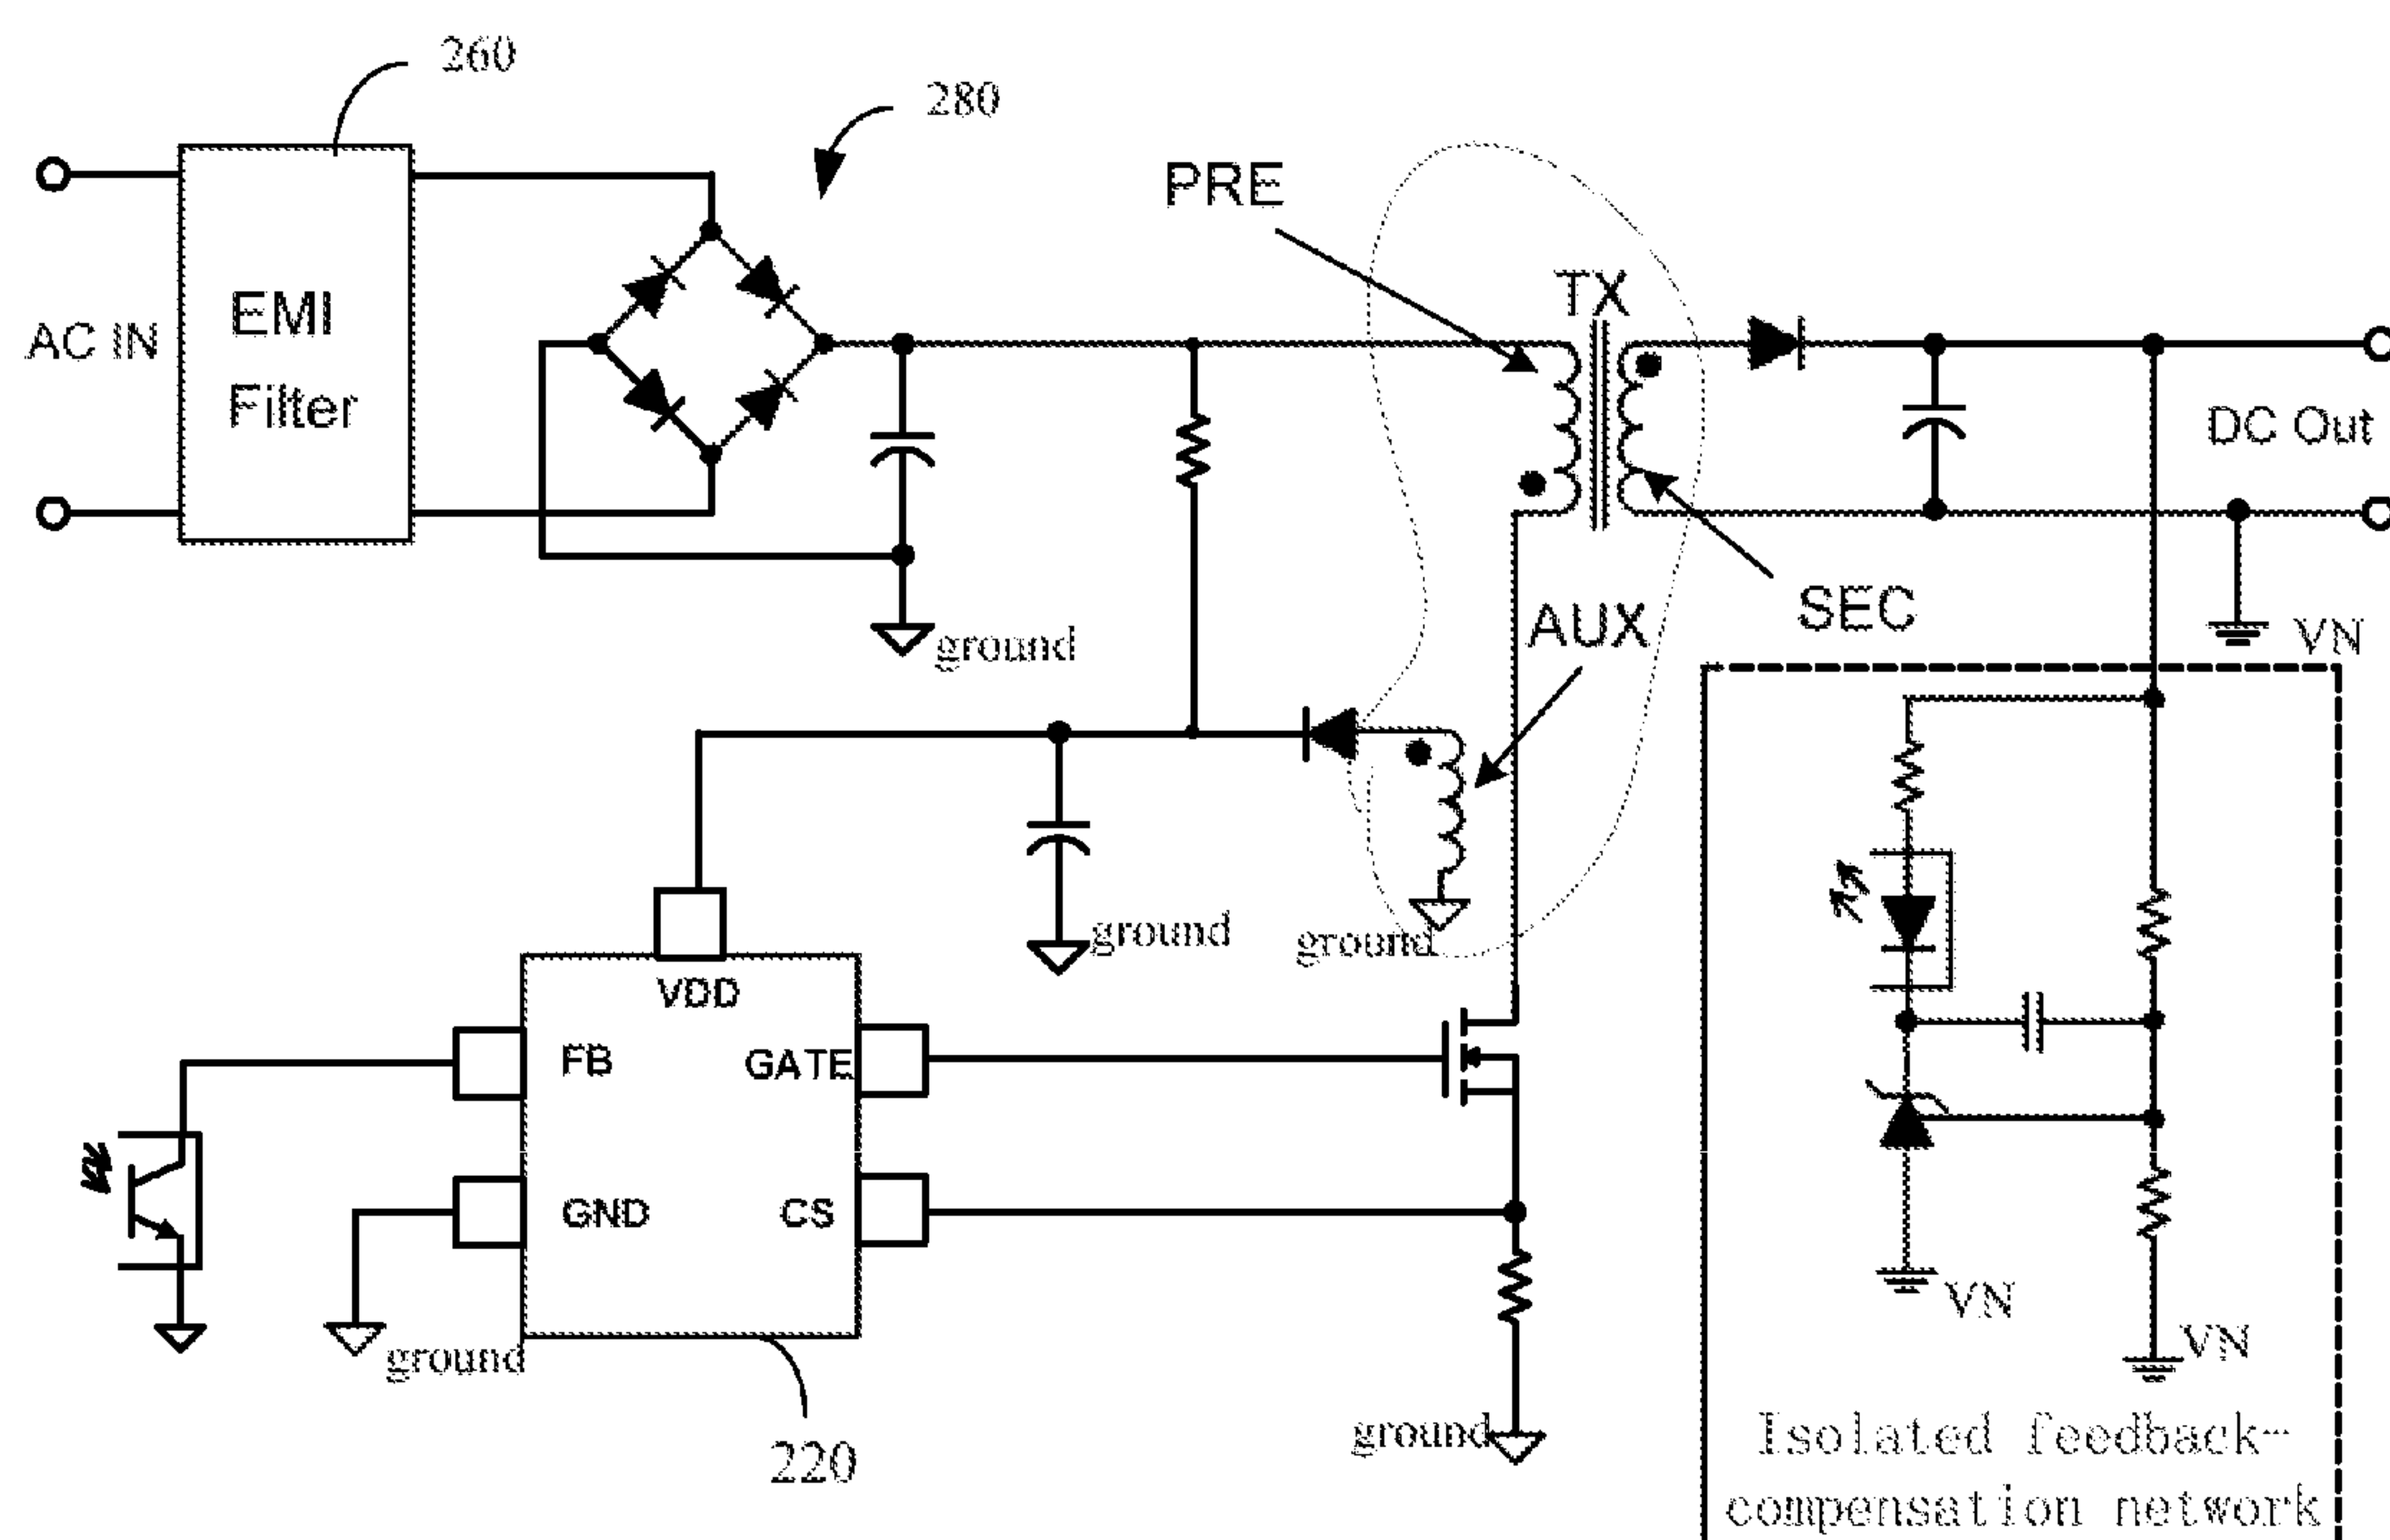 260
280
PRE
TX
AC IN
EMI
Filter
DC Out
SEC
AUX
VN
ground
ground
ground
VDD
FB
GATE
GND
CS
ground
ground
220
VN
VN
Isolated feedback-
compensation network